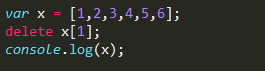 var x = [1,2,3,4,5,6];
delete x[1];
console.log(x);